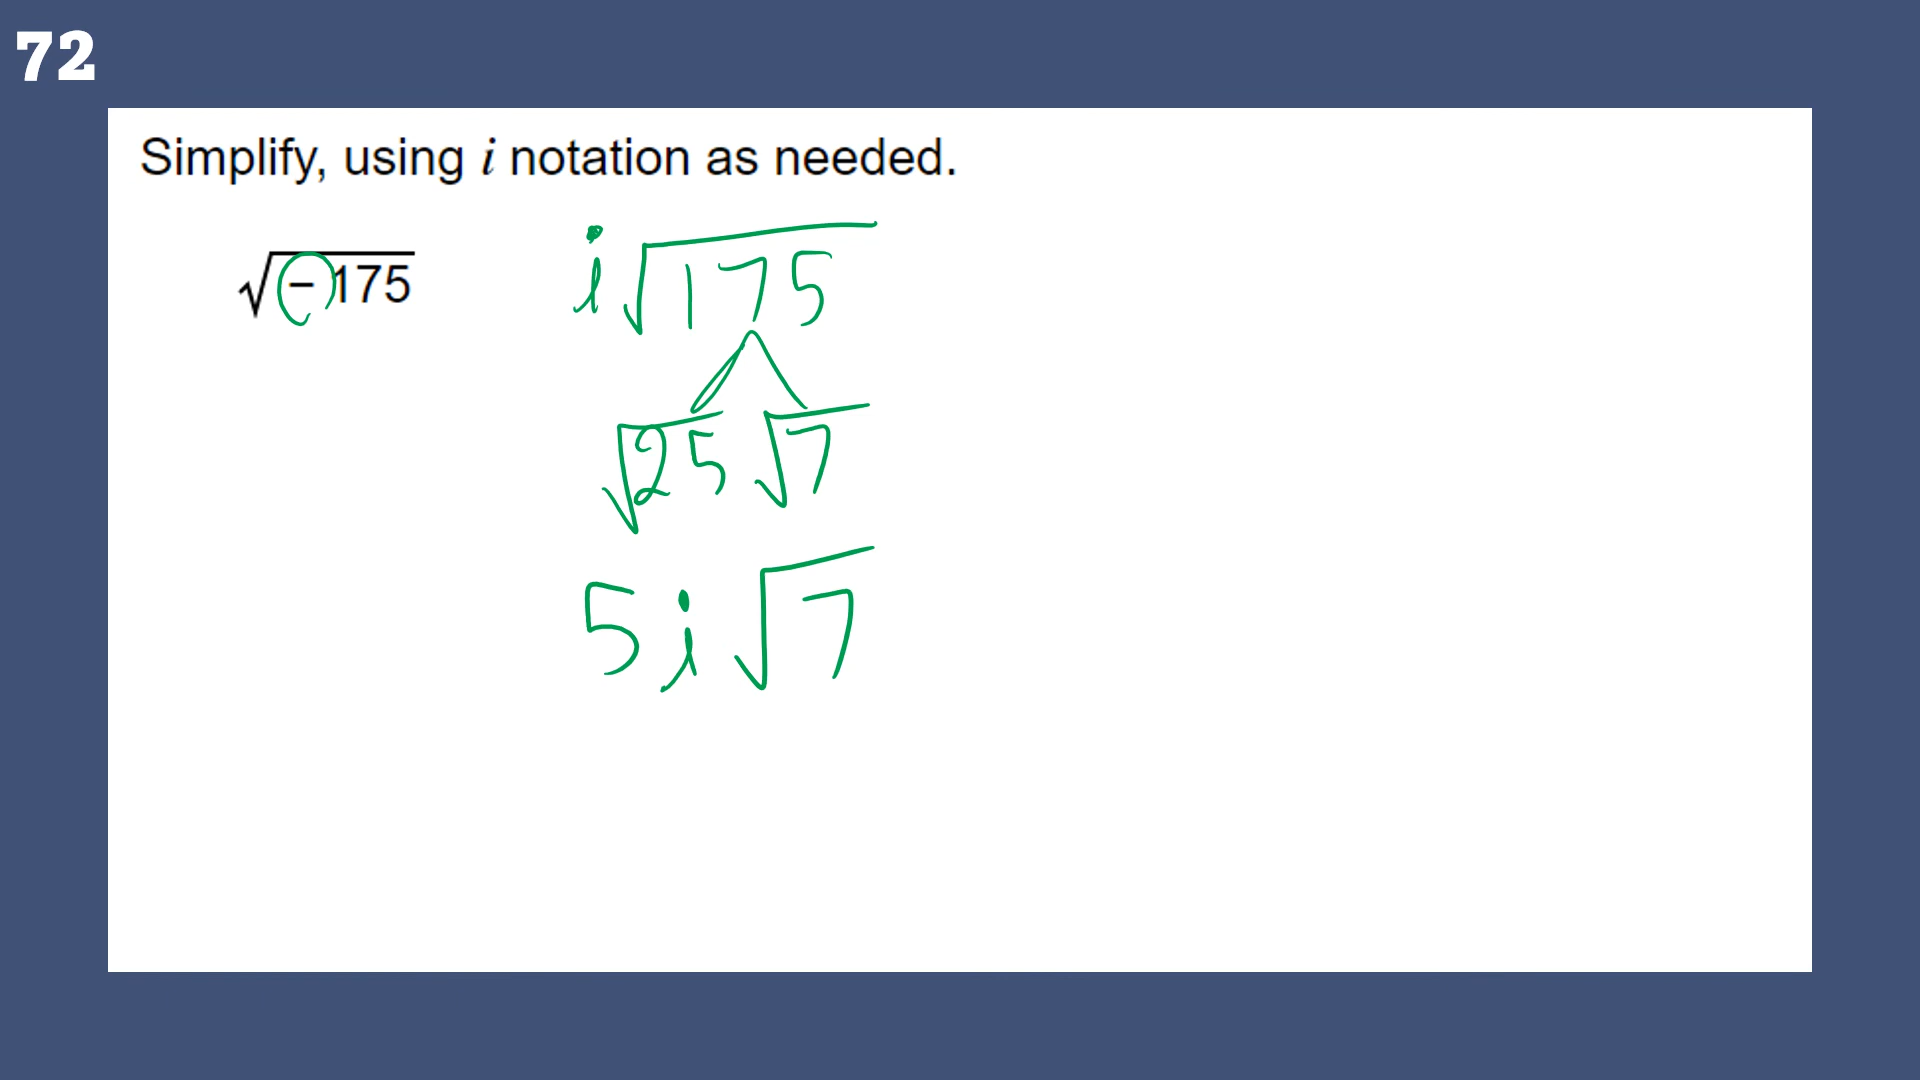 72
Simplify, using i notation as needed.
√-175
i√175
√25 √7
5i√7